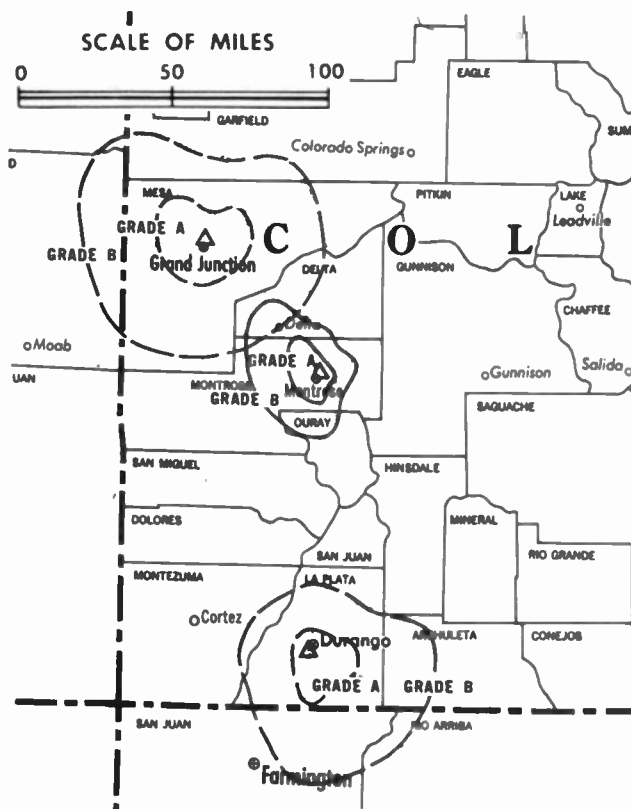 SCALE OF MILES
0 50 100
EAGLE
GARFIELD
SUM
Colorado Springs
D
MESA
PITKIN
LAKE
Leadville
GRADE A
GRADE B
Grand Junction
C O L
DELTA
GUNNISON
CHAFFEE
Delta
Moab
GRADE A
Gunnison
Salida
UAN
MONTROSE
GRADE B
Montrose
SAGUACHE
OURAY
SAN MIGUEL
HINSDALE
DOLORES
MINERAL
RIO GRANDE
SAN JUAN
MONTEZUMA
LA PLATA
Cortez
Durango
ARCHULETA
CONEJOS
GRADE A GRADE B
SAN JUAN
RIO ARRIBA
Farmington